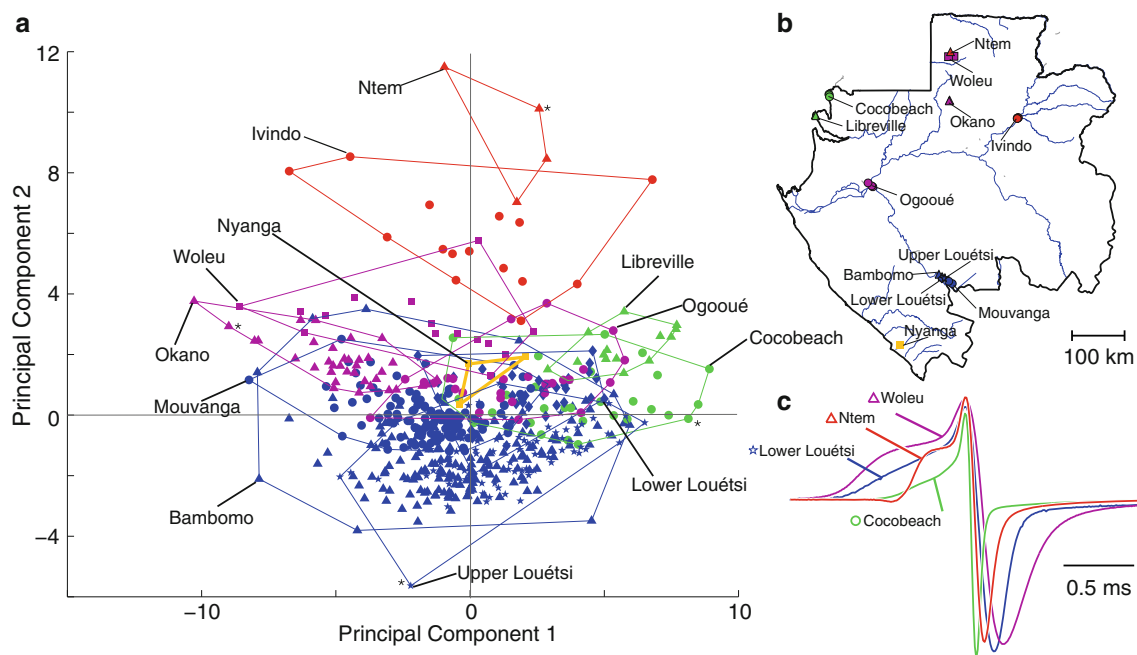 a
12
8
4
0
−4
−10
0
10
Principal Component 2
Principal Component 1
Ntem
*
Ivindo
Nyanga
Woleu
Libreville
Ogooué
Okano
*
Cocobeach
Mouvanga
*
Bambomo
Lower Louétsi
*
Upper Louétsi
b
Ntem
Woleu
Cocobeach
Libreville
Okano
Ivindo
Ogooué
Upper Louétsi
Bambomo
Lower Louétsi
Mouvanga
Nyanga
100 km
c
Woleu
Ntem
Lower Louétsi
Cocobeach
0.5 ms